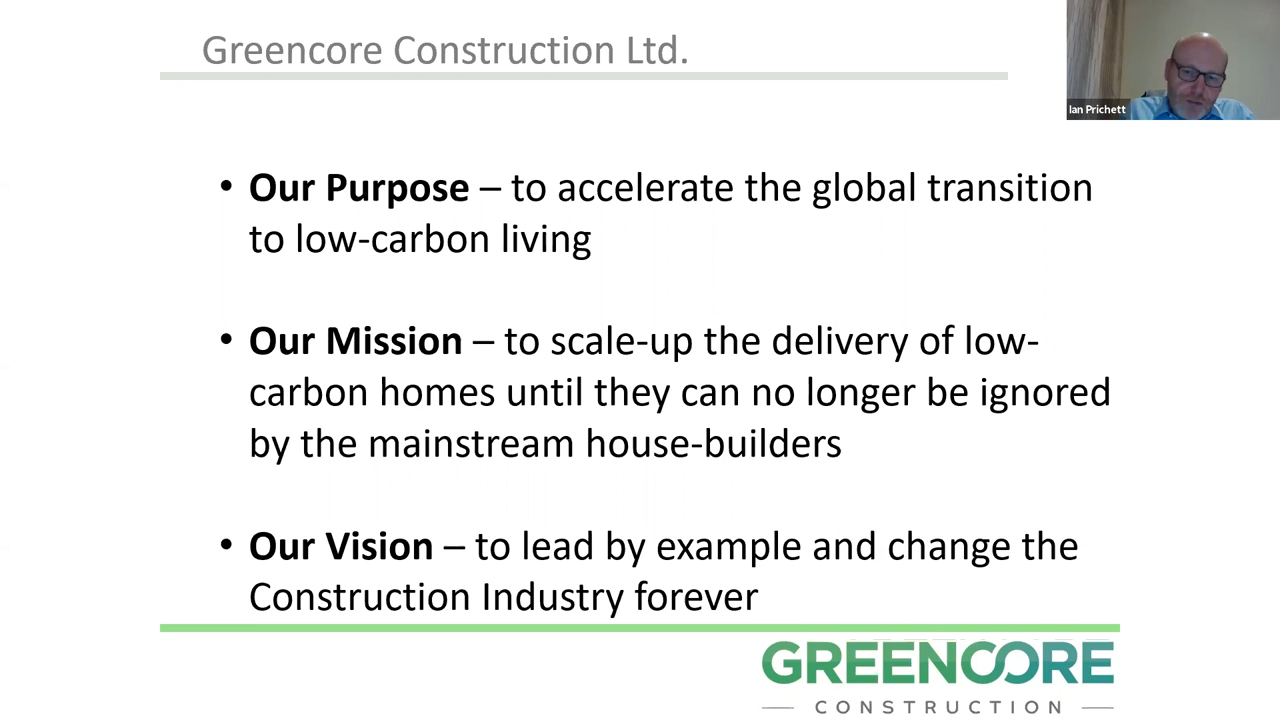 Greencore Construction Ltd.
Ian Prichett
• Our Purpose – to accelerate the global transition
to low-carbon living
• Our Mission – to scale-up the delivery of low-
carbon homes until they can no longer be ignored
by the mainstream house-builders
• Our Vision – to lead by example and change the
Construction Industry forever
GREENCORE
CONSTRUCTION